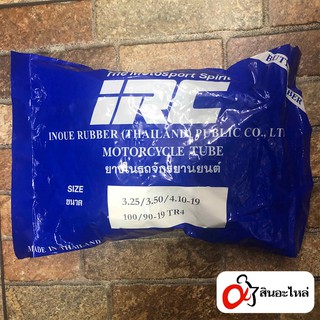 The Motosport Spirit
IRC
INOUE RUBBER (THAILAND) PUBLIC CO., LT
MOTORCYCLE TUBE
ยางในรถจักรยานยนต์
SIZE
ขนาด
3.25/3.50/4.10-19
100/90-19 TR4
MADE IN THAILAND
สินอะไหล่